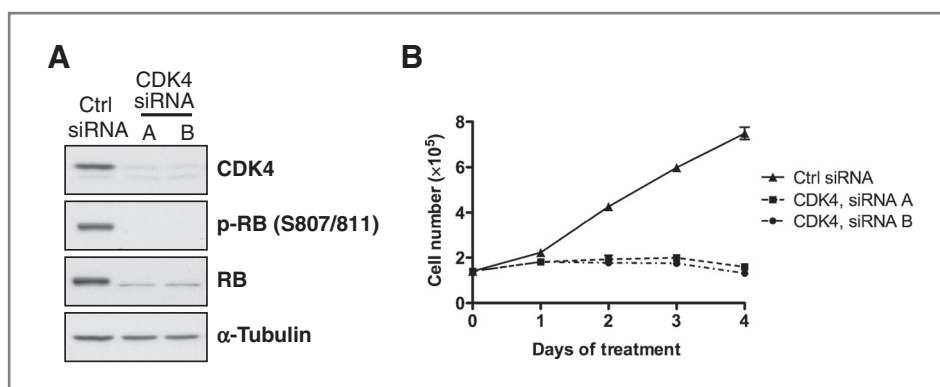 A
CDK4
siRNA
Ctrl
siRNA
A B
CDK4
p-RB (S807/811)
RB
α-Tubulin
B
Cell number (×10⁵)
8
6
4
2
0
0 1 2 3 4
Days of treatment
Ctrl siRNA
CDK4, siRNA A
CDK4, siRNA B